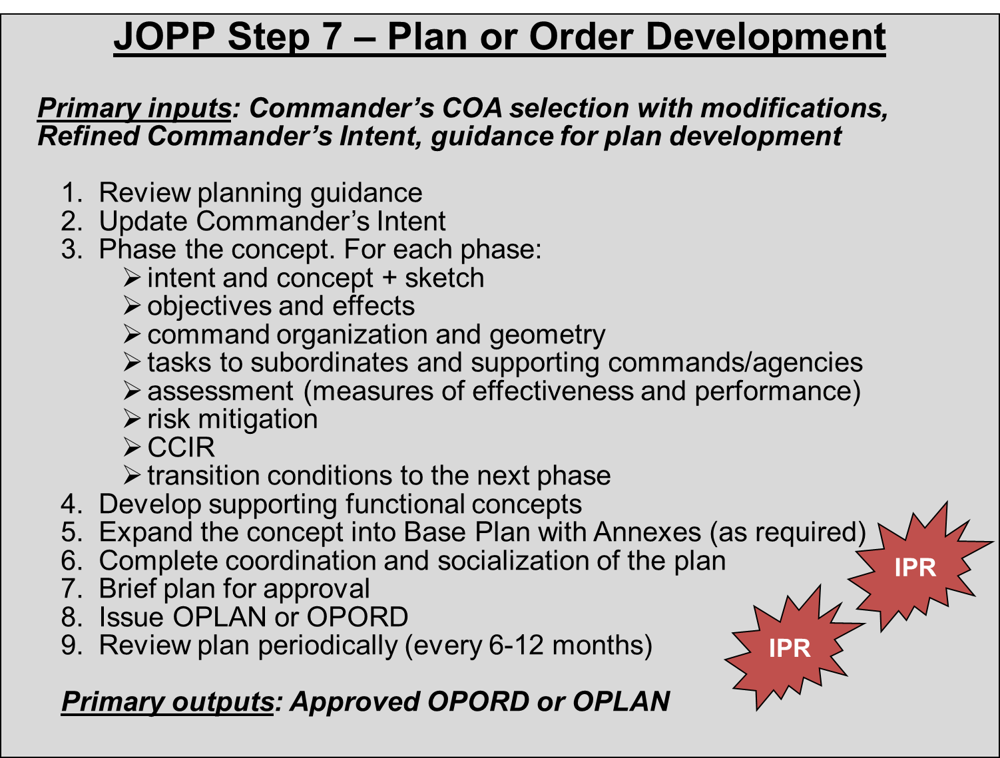 JOPP Step 7 – Plan or Order Development
Primary inputs: Commander’s COA selection with modifications,
Refined Commander’s Intent, guidance for plan development
1. Review planning guidance
2. Update Commander’s Intent
3. Phase the concept. For each phase:
➢ intent and concept + sketch
➢ objectives and effects
➢ command organization and geometry
➢ tasks to subordinates and supporting commands/agencies
➢ assessment (measures of effectiveness and performance)
➢ risk mitigation
➢ CCIR
➢ transition conditions to the next phase
4. Develop supporting functional concepts
5. Expand the concept into Base Plan with Annexes (as required)
6. Complete coordination and socialization of the plan
IPR
7. Brief plan for approval
8. Issue OPLAN or OPORD
9. Review plan periodically (every 6-12 months)
IPR
Primary outputs: Approved OPORD or OPLAN